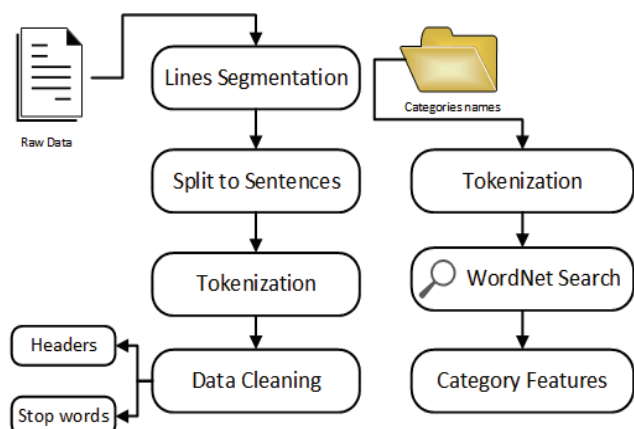 Raw Data
Lines Segmentation
Split to Sentences
Tokenization
Data Cleaning
Headers
Stop words
Categories names
Tokenization
WordNet Search
Category Features